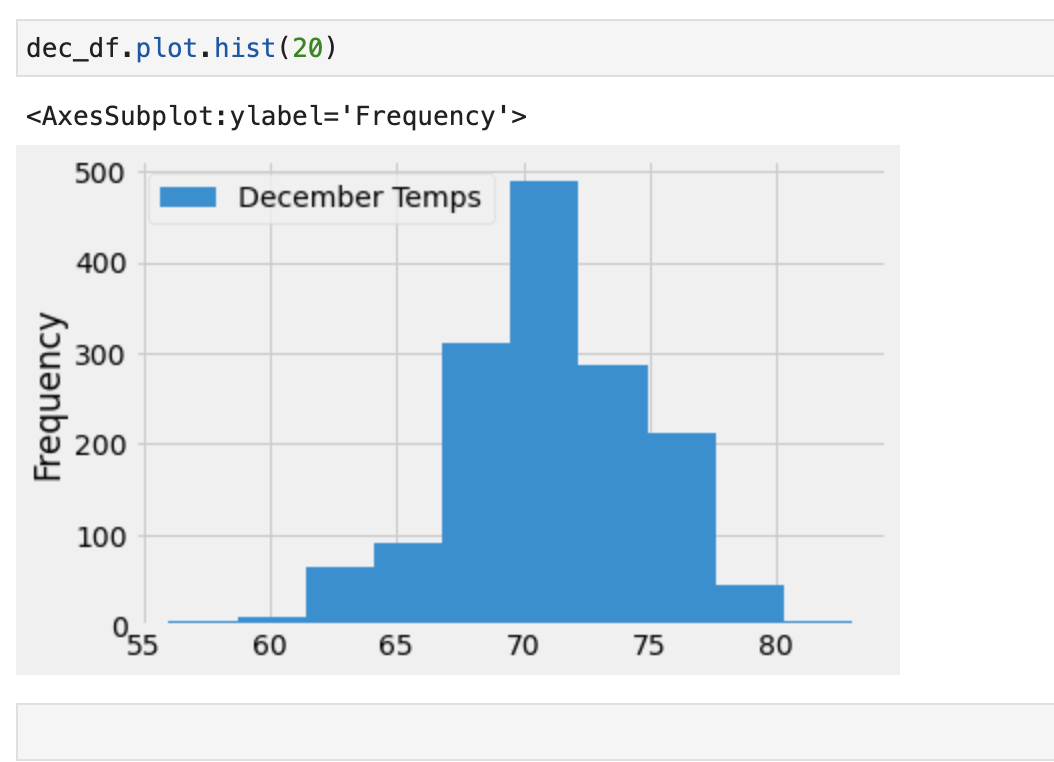 dec_df.plot.hist(20)
<AxesSubplot:ylabel='Frequency'>
500
December Temps
400
300
200
100
0
Frequency
55 60 65 70 75 80